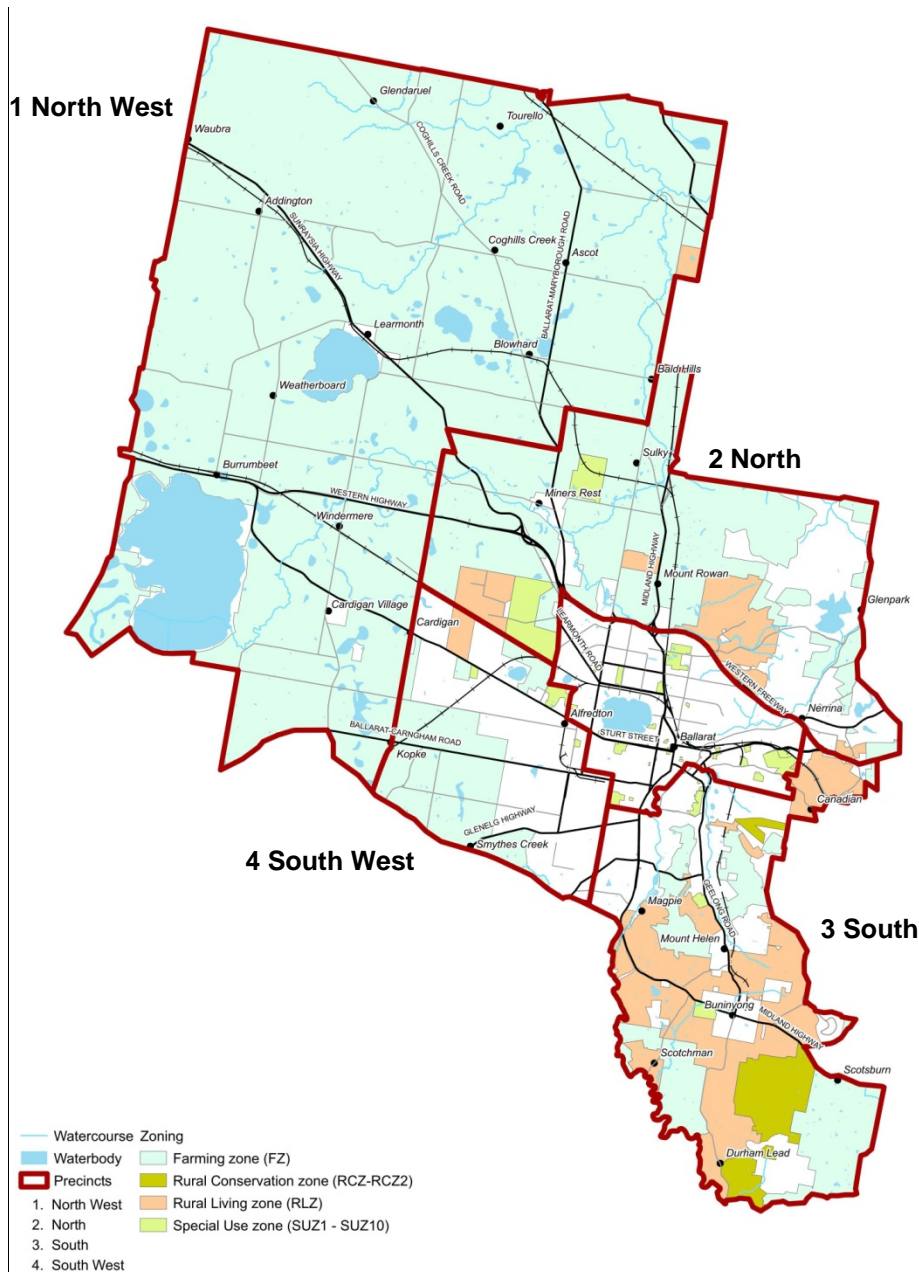 1 North West
Glendaruel
Tourello
Waubra
COGHILLS CREEK ROAD
Addington
SUNRAYSIA HIGHWAY
Coghills Creek
Ascot
BALLARAT-MARYBOROUGH ROAD
Learmonth
Blowhard
Bald Hills
Weatherboard
2 North
Sulky
Burrumbeet
Miners Rest
WESTERN HIGHWAY
Windermere
MIDLAND HIGHWAY
Mount Rowan
Glenpark
Cardigan Village
Cardigan
LEARMONTH ROAD
WESTERN FREEWAY
Nerrina
Alfredton
BALLARAT-CARNGHAM ROAD
STURT STREET
Ballarat
Kopke
Canadian
GLENELG HIGHWAY
Smythes Creek
4 South West
GEELONG ROAD
Magpie
3 South
Mount Helen
Buninyong
MIDLAND HIGHWAY
Scotchman
Scotsburn
Durham Lead
Watercourse
Waterbody
Precincts
1. North West
2. North
3. South
4. South West
Zoning
Farming zone (FZ)
Rural Conservation zone (RCZ-RCZ2)
Rural Living zone (RLZ)
Special Use zone (SUZ1 - SUZ10)